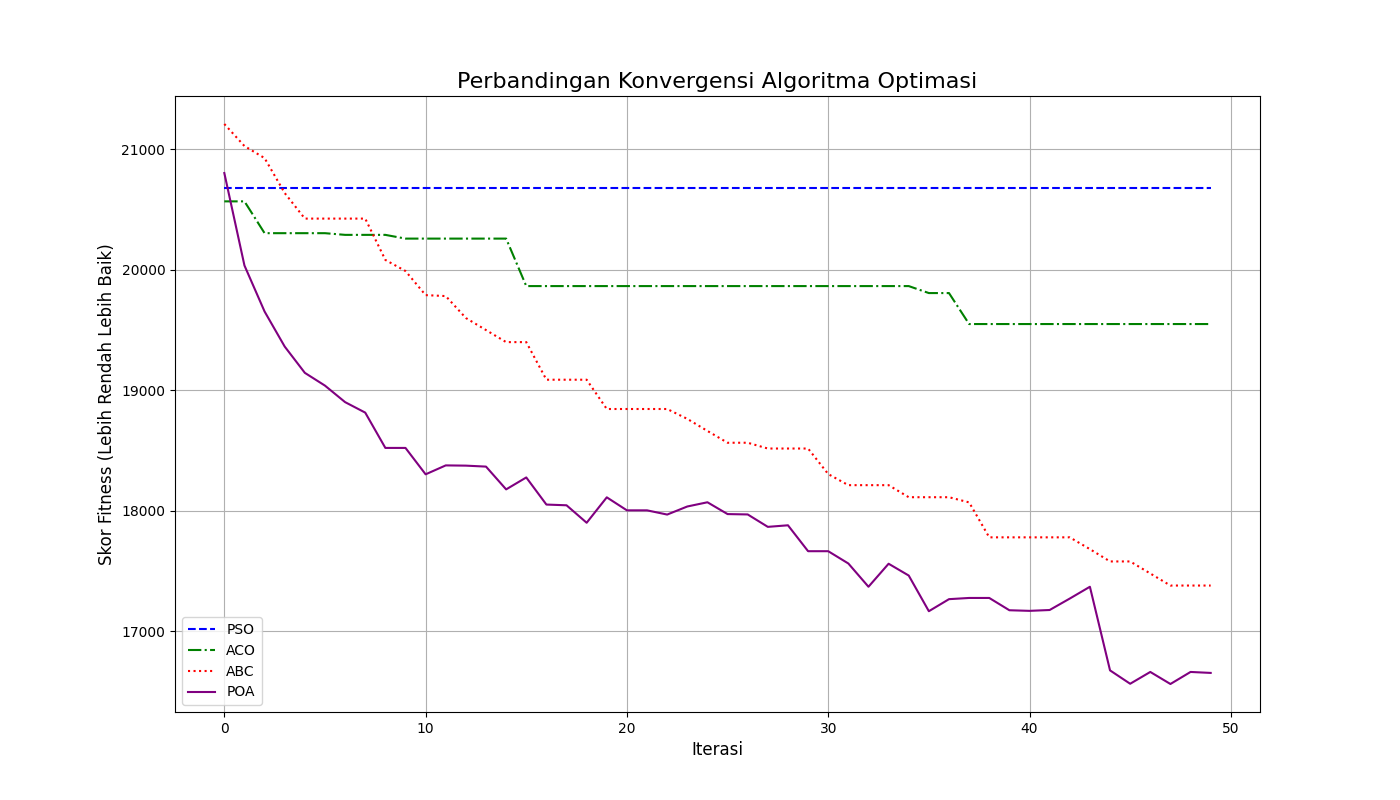 Perbandingan Konvergensi Algoritma Optimasi
Skor Fitness (Lebih Rendah Lebih Baik)
21000
20000
19000
18000
17000
PSO
ACO
ABC
POA
0 10 20 30 40 50
Iterasi